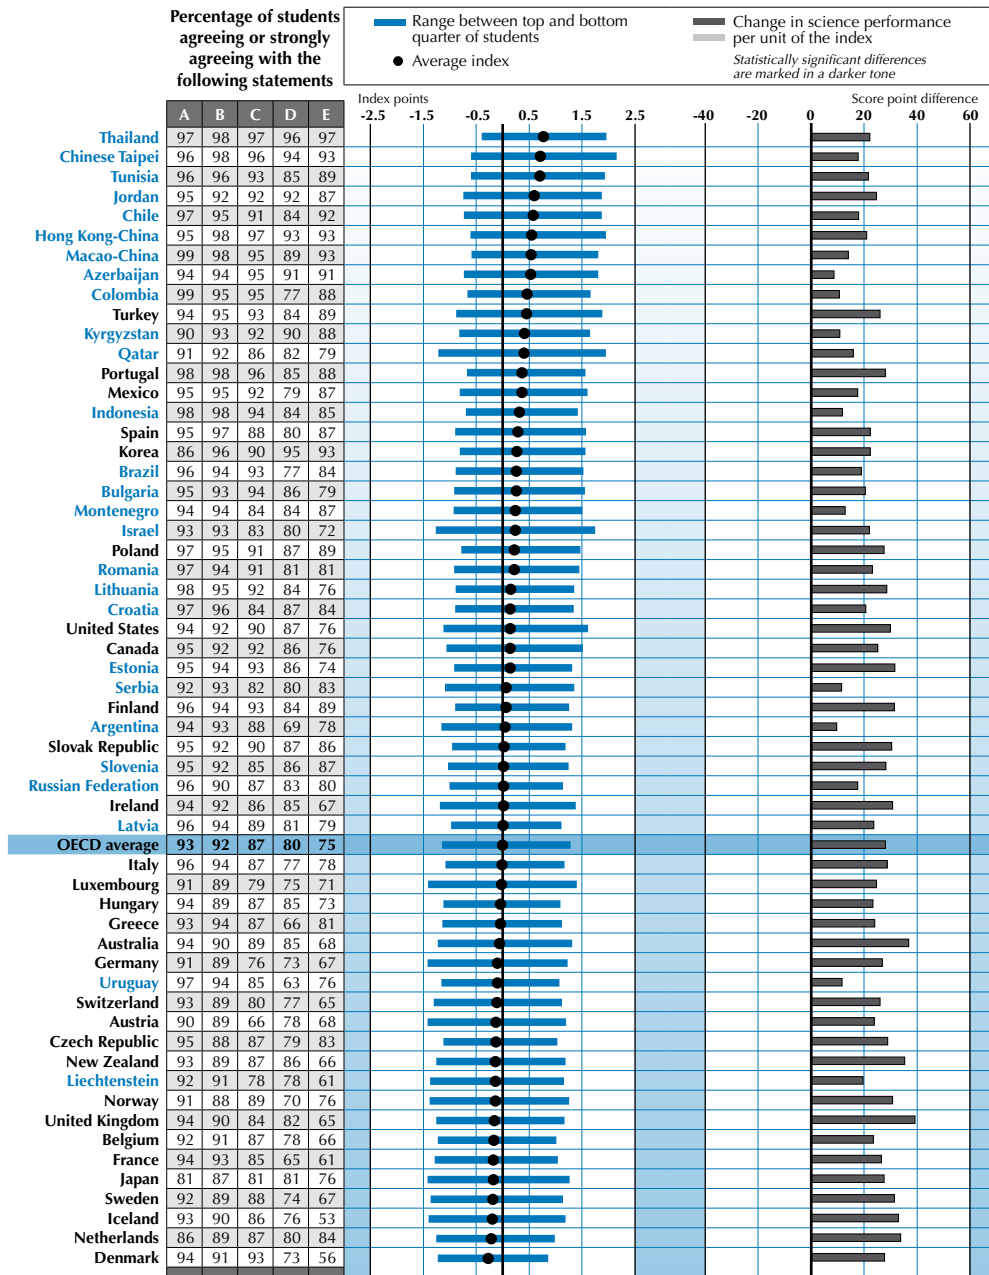 Percentage of students
agreeing or strongly
agreeing with the
following statements
Range between top and bottom
quarter of students
Average index
Change in science performance
per unit of the index
Statistically significant differences
are marked in a darker tone
Index points
Score point difference
A B C D E
-2.5 -1.5 -0.5 0.5 1.5 2.5 -40 -20 0 20 40 60
Thailand 97 98 97 96 97
Chinese Taipei 96 98 96 94 93
Tunisia 96 96 93 85 89
Jordan 95 92 92 92 87
Chile 97 95 91 84 92
Hong Kong-China 95 98 97 93 93
Macao-China 99 98 95 89 93
Azerbaijan 94 94 95 91 91
Colombia 99 95 95 77 88
Turkey 94 95 93 84 89
Kyrgyzstan 90 93 92 90 88
Qatar 91 92 86 82 79
Portugal 98 98 96 85 88
Mexico 95 95 92 79 87
Indonesia 98 98 94 84 85
Spain 95 97 88 80 87
Korea 86 96 90 95 93
Brazil 96 94 93 77 84
Bulgaria 95 93 94 86 79
Montenegro 94 94 84 84 87
Israel 93 93 83 80 72
Poland 97 95 91 87 89
Romania 97 94 91 81 81
Lithuania 98 95 92 84 76
Croatia 97 96 84 87 84
United States 94 92 90 87 76
Canada 95 92 92 86 76
Estonia 95 94 93 86 74
Serbia 92 93 82 80 83
Finland 96 94 93 84 89
Argentina 94 93 88 69 78
Slovak Republic 95 92 90 87 86
Slovenia 95 92 85 86 87
Russian Federation 96 90 87 83 80
Ireland 94 92 86 85 67
Latvia 96 94 89 81 79
OECD average 93 92 87 80 75
Italy 96 94 87 77 78
Luxembourg 91 89 79 75 71
Hungary 94 89 87 85 73
Greece 93 94 87 66 81
Australia 94 90 89 85 68
Germany 91 89 76 73 67
Uruguay 97 94 85 63 76
Switzerland 93 89 80 77 65
Austria 90 89 66 78 68
Czech Republic 95 88 87 79 83
New Zealand 93 89 87 86 66
Liechtenstein 92 91 78 78 61
Norway 91 88 89 70 76
United Kingdom 94 90 84 82 65
Belgium 92 91 87 78 66
France 94 93 85 65 61
Japan 81 87 81 81 76
Sweden 92 89 88 74 67
Iceland 93 90 86 76 53
Netherlands 86 89 87 80 84
Denmark 94 91 93 73 56